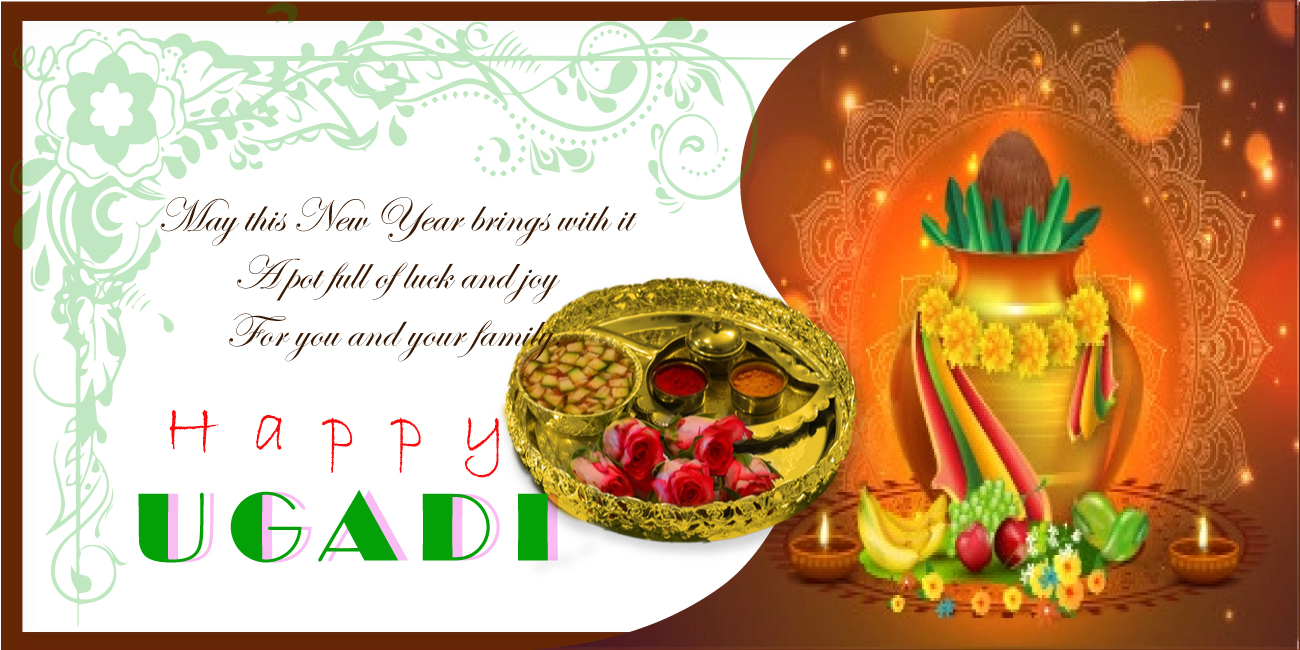 May this New Year brings with it
A pot full of luck and joy
For you and your family
Happy
UGADI